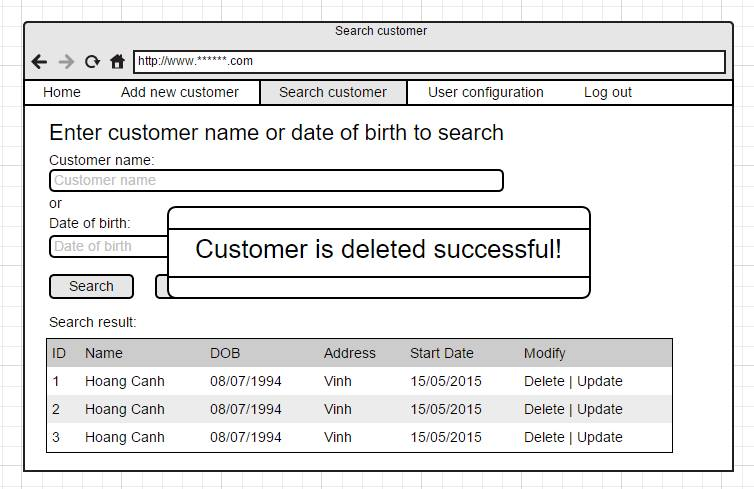 Search customer
http://www.******.com
Home Add new customer Search customer User configuration Log out
Enter customer name or date of birth to search
Customer name:
Customer name
or
Date of birth:
Date of birth
Customer is deleted successful!
Search
Search result:
ID Name DOB Address Start Date Modify
1 Hoang Canh 08/07/1994 Vinh 15/05/2015 Delete | Update
2 Hoang Canh 08/07/1994 Vinh 15/05/2015 Delete | Update
3 Hoang Canh 08/07/1994 Vinh 15/05/2015 Delete | Update